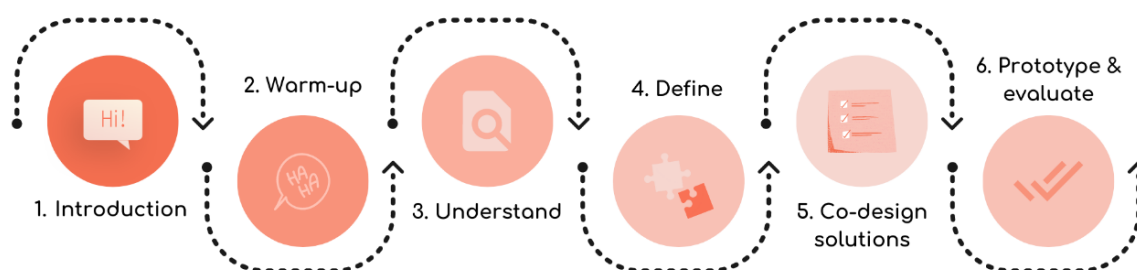 1. Introduction
Hi!
2. Warm-up
HA
HA
3. Understand
4. Define
5. Co-design
solutions
6. Prototype &
evaluate